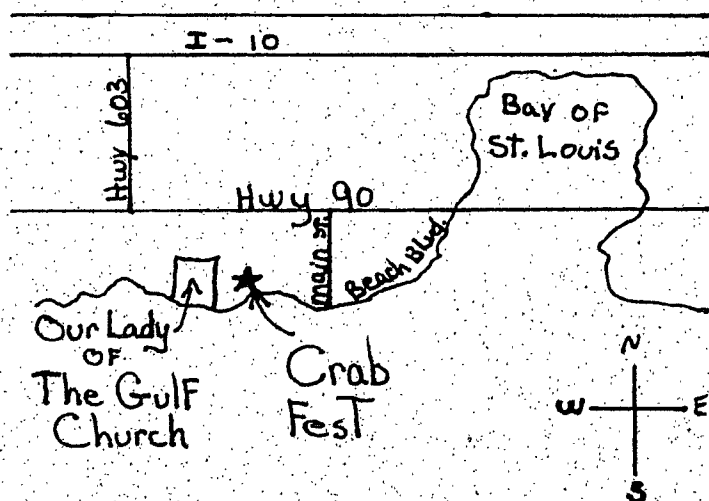 I-10
Hwy 603
Bay of
St. Louis
Hwy 90
main st.
Beach Blvd.
Our Lady
OF
The Gulf
Church
Crab
Fest
N
W E
S